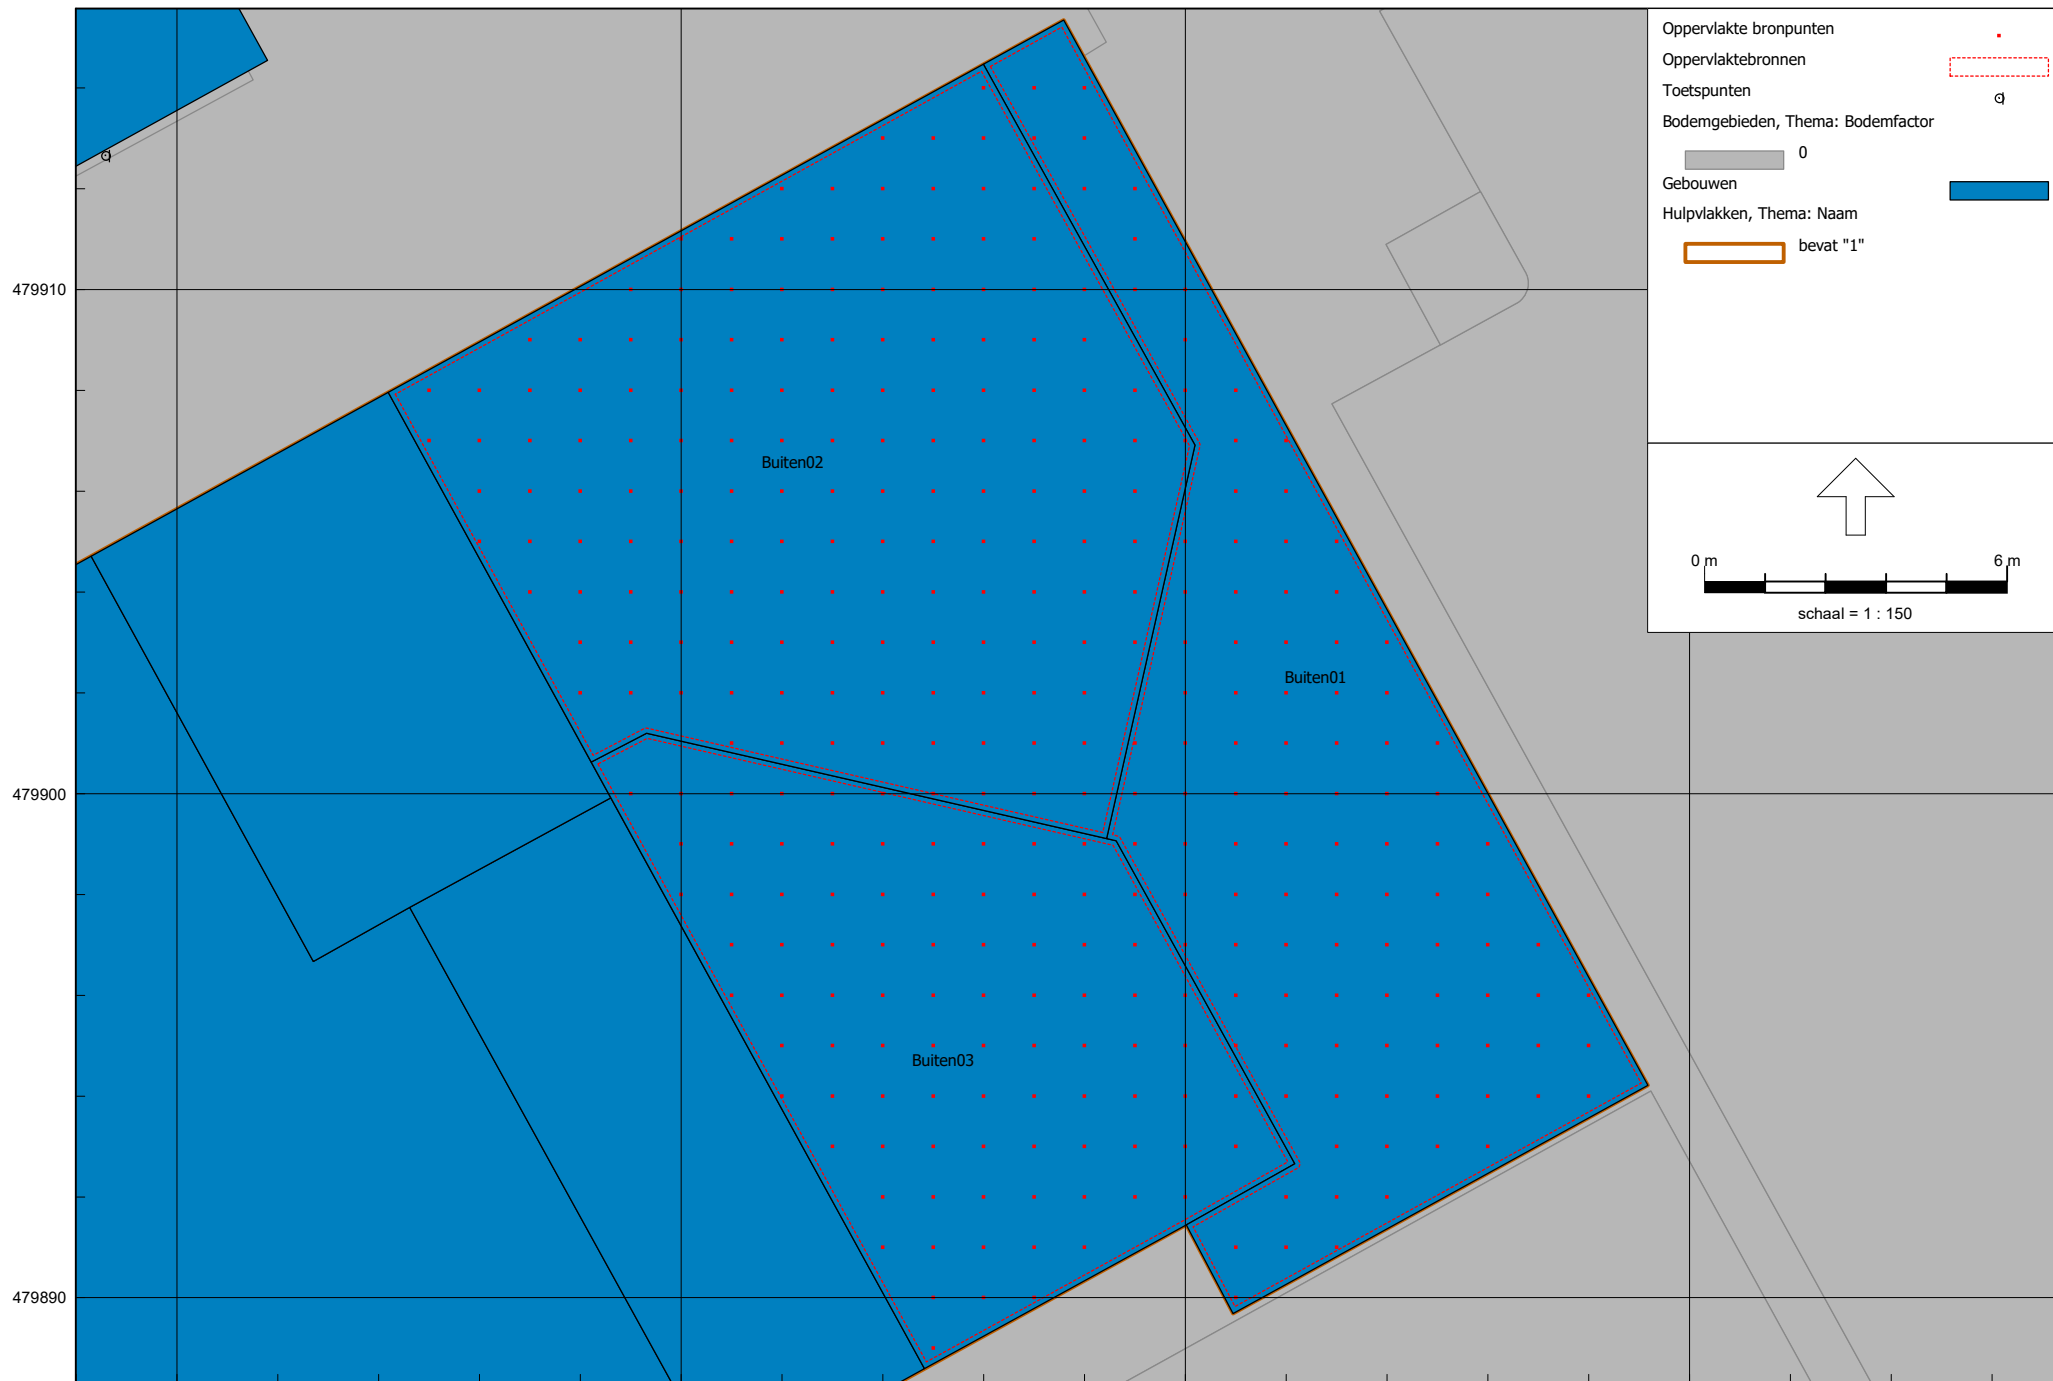 Oppervlakte bronpunten
Oppervlaktebronnen
Toetspunten
Bodemgebieden, Thema: Bodemfactor
0
Gebouwen
Hulpvlakken, Thema: Naam
bevat "1"
0 m
6 m
schaal = 1 : 150
479910
479900
479890
Buiten02
Buiten01
Buiten03